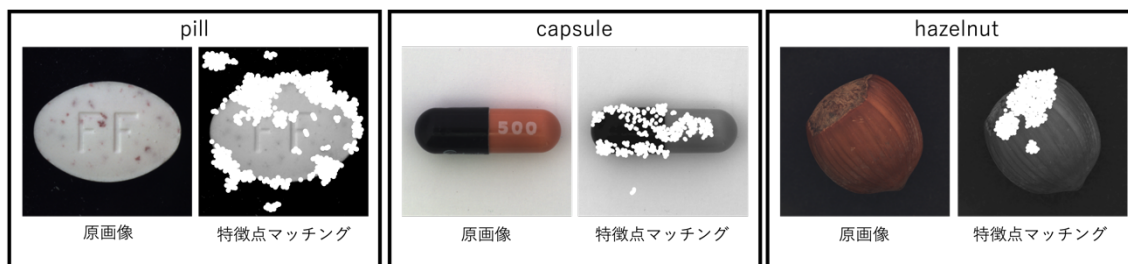 pill
FF
原画像
特徴点マッチング
capsule
500
原画像
特徴点マッチング
hazelnut
原画像
特徴点マッチング